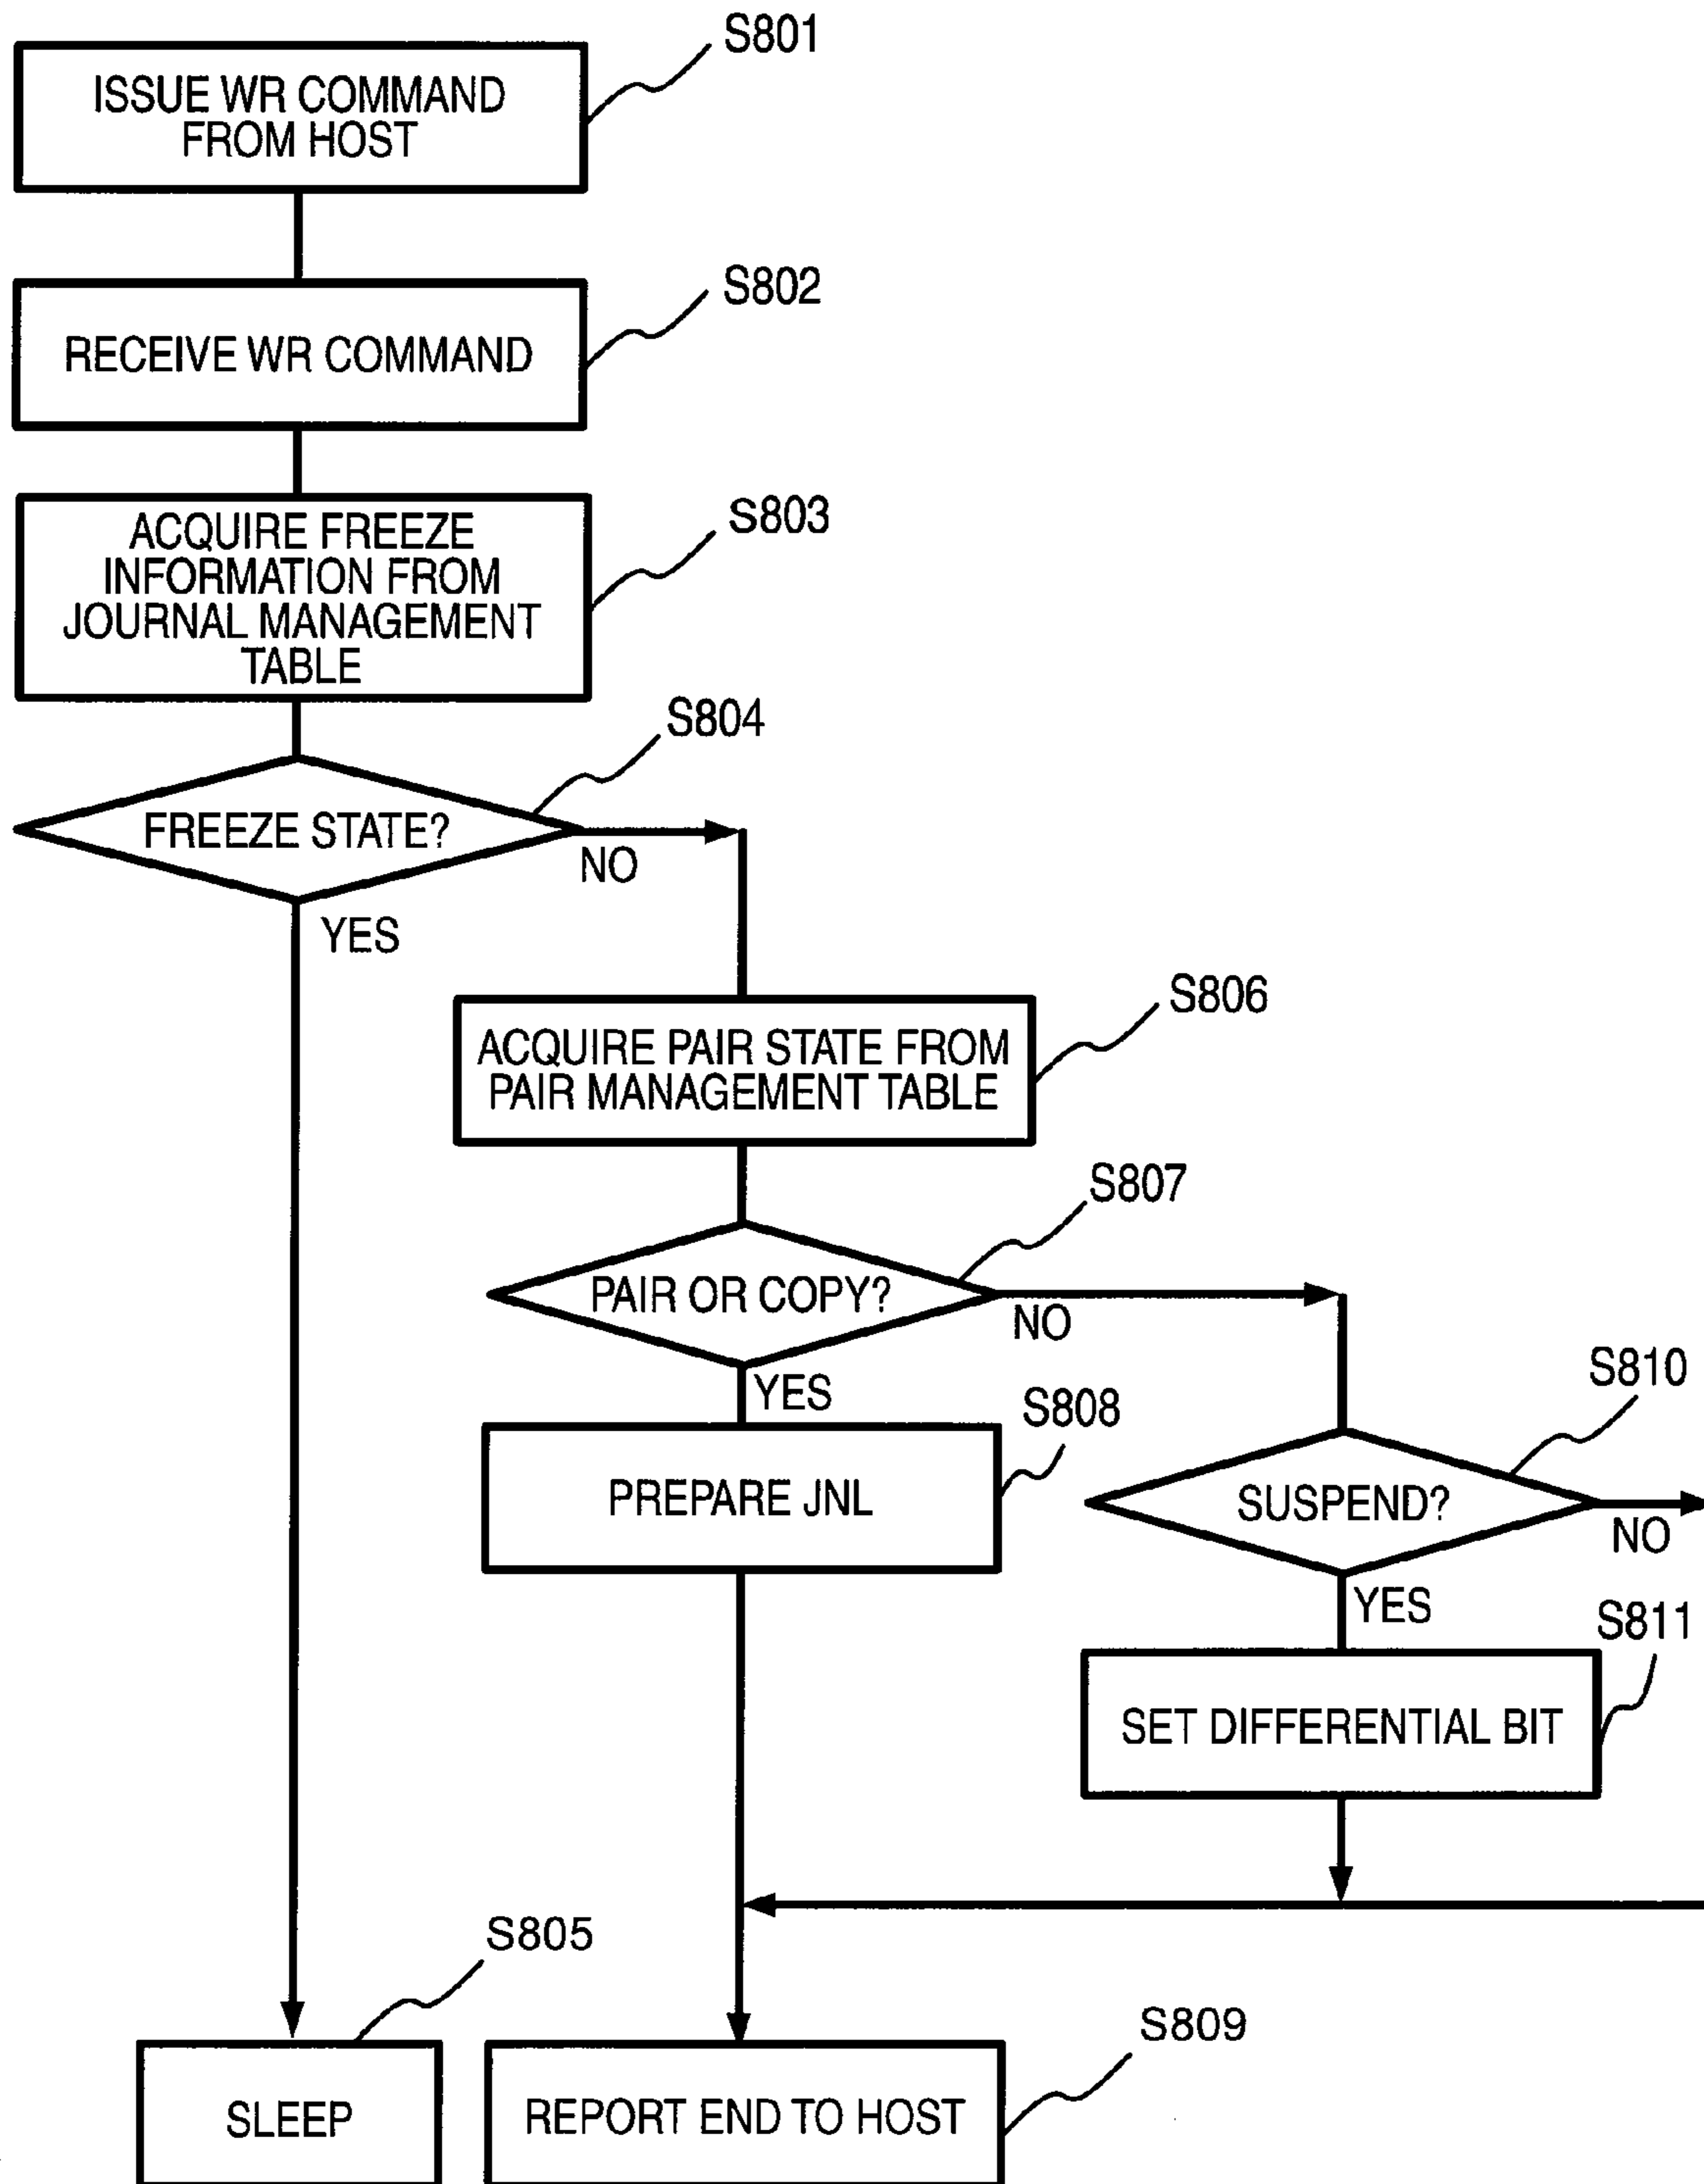 S801
ISSUE WR COMMAND
FROM HOST
S802
RECEIVE WR COMMAND
S803
ACQUIRE FREEZE
INFORMATION FROM
JOURNAL MANAGEMENT
TABLE
S804
FREEZE STATE?
NO
YES
S806
ACQUIRE PAIR STATE FROM
PAIR MANAGEMENT TABLE
S807
PAIR OR COPY?
NO
YES
S808
PREPARE JNL
S810
SUSPEND?
NO
YES
S811
SET DIFFERENTIAL BIT
S805
SLEEP
S809
REPORT END TO HOST